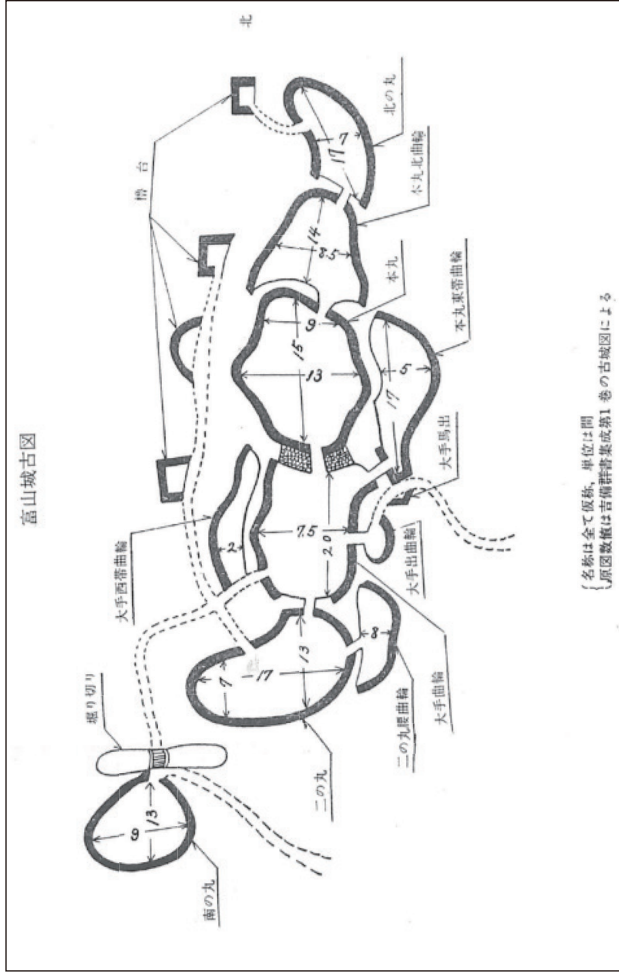 富山城古図
北
櫓台
北の丸
本丸北曲輪
本丸
本丸東帯曲輪
大手馬出
大手出曲輪
大手曲輪
二の丸腰曲輪
二の丸
南の丸
堀り切り
大手西帯曲輪
7
17
14
8.5
9
15
13
5
17
7.5
20
2
8
13
17
7
9
13
名称は全て仮称，単位は間
原図数値は吉備群書集成第1巻の古城図による